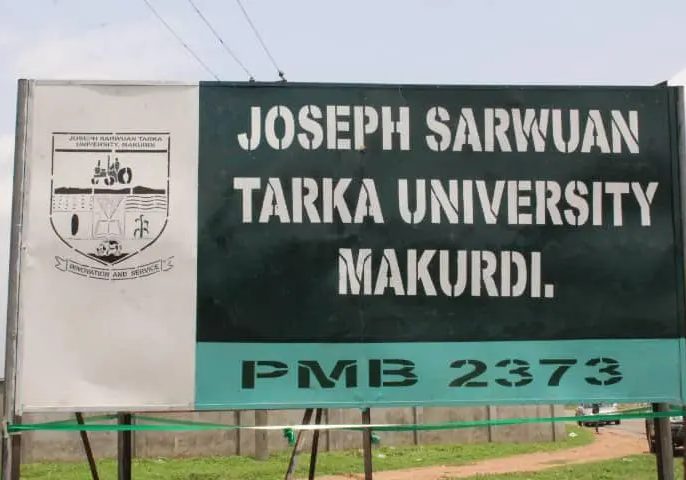 JOSEPH SARWUAN TARKA
UNIVERSITY, MAKURDI
INNOVATION AND SERVICE
JOSEPH SARWUAN
TARKA UNIVERSITY
MAKURDI.
PMB 2373